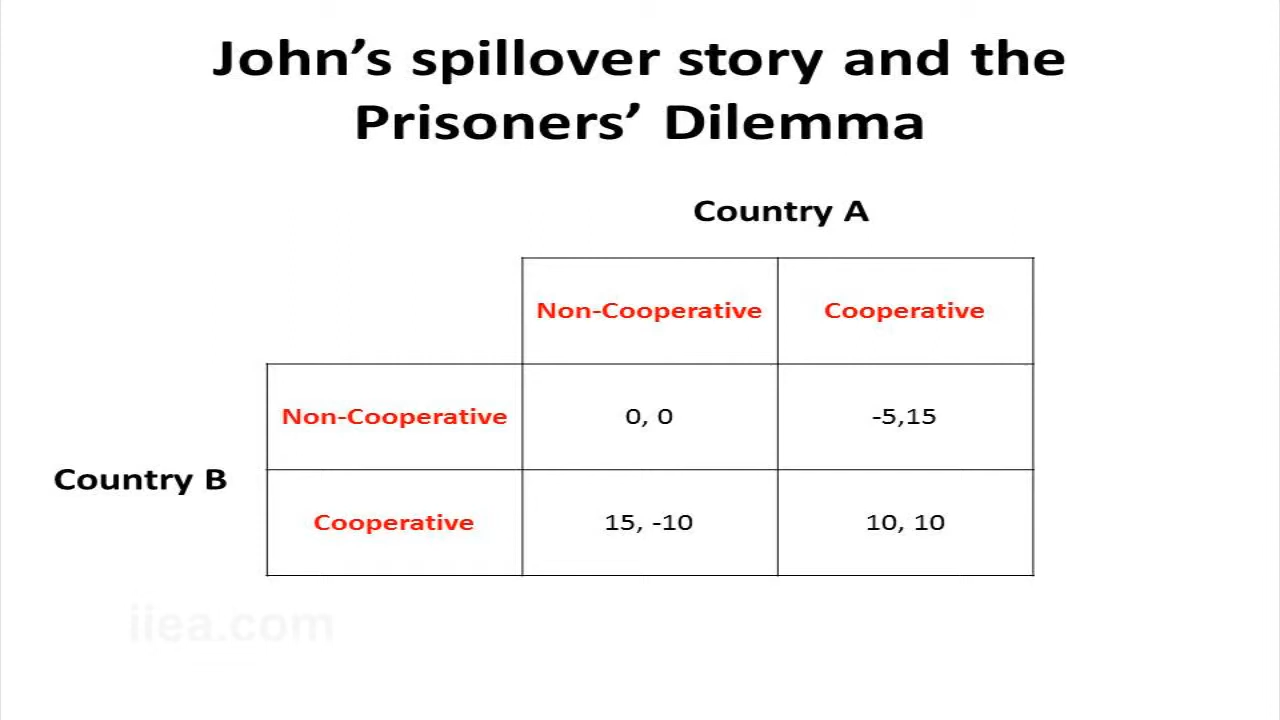 John’s spillover story and the
Prisoners’ Dilemma
Country A
Non-Cooperative Cooperative
Non-Cooperative 0, 0 -5,15
Country B
Cooperative 15, -10 10, 10
iiea.com